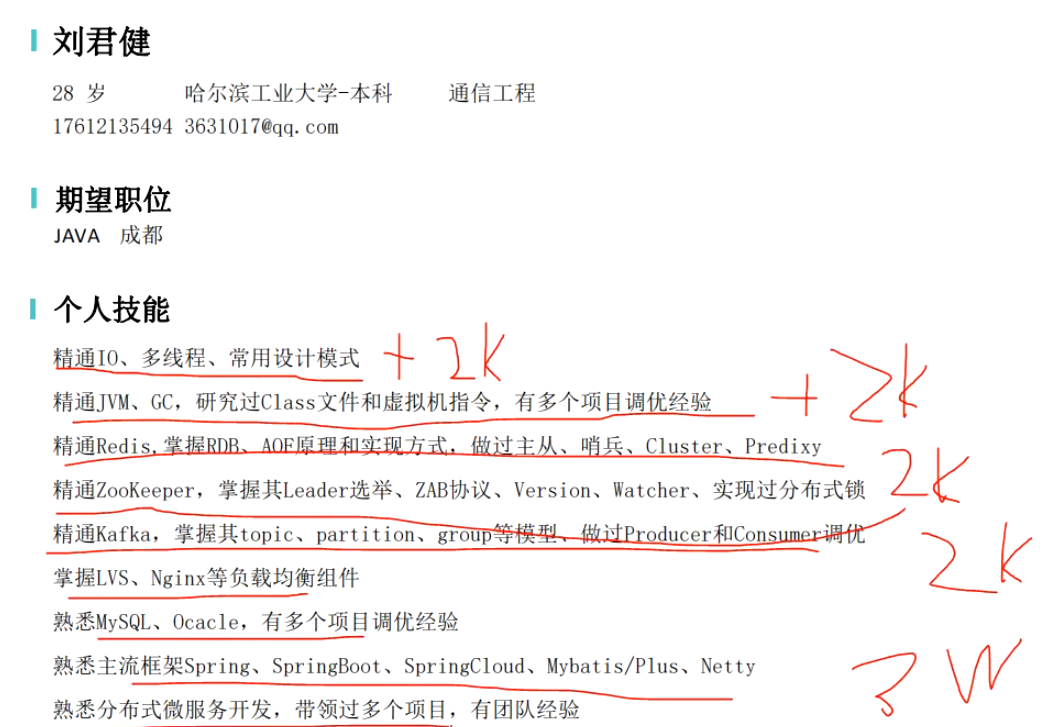 刘君健
28 岁 哈尔滨工业大学-本科 通信工程
17612135494 3631017@qq.com
期望职位
JAVA 成都
个人技能
精通IO、多线程、常用设计模式 +2K
精通JVM、GC，研究过Class文件和虚拟机指令，有多个项目调优经验 +2K
精通Redis,掌握RDB、AOF原理和实现方式，做过主从、哨兵、Cluster、Predixy
精通ZooKeeper，掌握其Leader选举、ZAB协议、Version、Watcher、实现过分布式锁 2K
精通Kafka，掌握其topic、partition、group等模型、做过Producer和Consumer调优 2K
掌握LVS、Nginx等负载均衡组件
熟悉MySQL、Ocacle，有多个项目调优经验
熟悉主流框架Spring、SpringBoot、SpringCloud、Mybatis/Plus、Netty 3W
熟悉分布式微服务开发，带领过多个项目，有团队经验